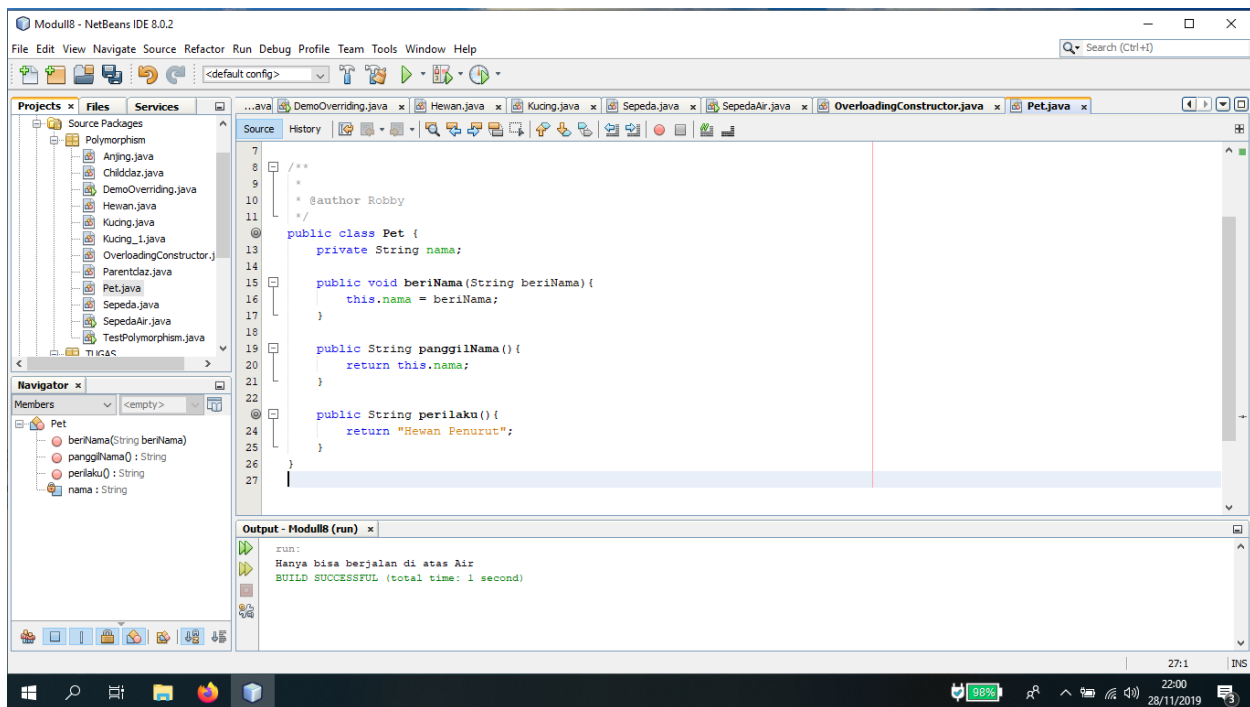 Modull8 - NetBeans IDE 8.0.2
File Edit View Navigate Source Refactor Run Debug Profile Team Tools Window Help
Search (Ctrl+I)
<default config>
Projects Files Services
...ava DemoOverriding.java Hewan.java Kucing.java Sepeda.java SepedaAir.java OverloadingConstructor.java Pet.java
Source Packages
Polymorphism
Anjing.java
Childclaz.java
DemoOverriding.java
Hewan.java
Kucing.java
Kucing_1.java
OverloadingConstructor.j
Parentclaz.java
Pet.java
Sepeda.java
SepedaAir.java
TestPolymorphism.java
TUGAS
Source History
7
8 /**
9 *
10 * @author Robby
11 */
public class Pet {
13 private String nama;
14
15 public void beriNama(String beriNama){
16 this.nama = beriNama;
17 }
18
19 public String panggilNama(){
20 return this.nama;
21 }
22
public String perilaku(){
24 return "Hewan Penurut";
25 }
26 }
27
Navigator
Members <empty>
Pet
beriNama(String beriNama)
panggilNama() : String
perilaku() : String
nama : String
Output - Modull8 (run)
run:
Hanya bisa berjalan di atas Air
BUILD SUCCESSFUL (total time: 1 second)
27:1 INS
98%
22:00
28/11/2019
3